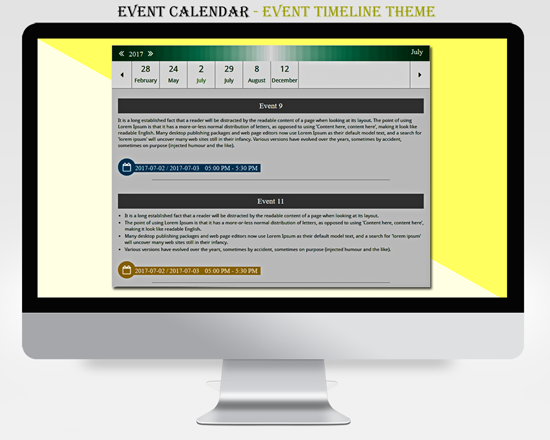 EVENT CALENDAR - EVENT TIMELINE THEME
« 2017 » July
28 24 2 29 8 12
February May July July August December
Event 9
It is a long established fact that a reader will be distracted by the readable content of a page when looking at its layout. The point of using
Lorem Ipsum is that it has a more-or-less normal distribution of letters, as opposed to using 'Content here, content here', making it look like
readable English. Many desktop publishing packages and web page editors now use Lorem Ipsum as their default model text, and a search for
'lorem ipsum' will uncover many web sites still in their infancy. Various versions have evolved over the years, sometimes by accident,
sometimes on purpose (injected humour and the like).
2017-07-02 / 2017-07-03 05:00 PM - 5:30 PM
Event 11
• It is a long established fact that a reader will be distracted by the readable content of a page when looking at its layout.
• The point of using Lorem Ipsum is that it has a more-or-less normal distribution of letters, as opposed to using 'Content here, content here',
making it look like readable English.
• Many desktop publishing packages and web page editors now use Lorem Ipsum as their default model text, and a search for 'lorem ipsum'
will uncover many web sites still in their infancy.
• Various versions have evolved over the years, sometimes by accident, sometimes on purpose (injected humour and the like).
2017-07-02 / 2017-07-03 05:00 PM - 5:30 PM